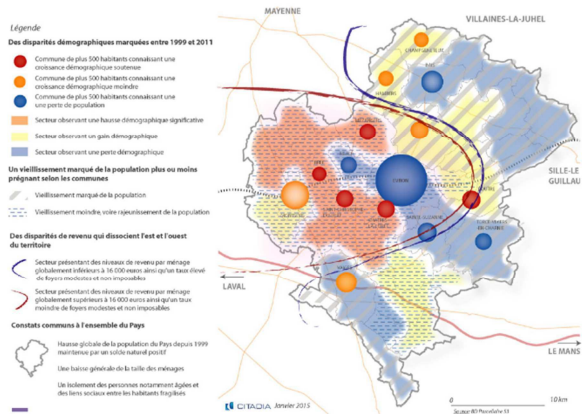 MAYENNE
VILLAINES-LA-JUHEL
Légende
Des disparités démographiques marquées entre 1999 et 2011
Commune de plus 500 habitants connaissant une
croissance démographique soutenue
Commune de plus 500 habitants connaissant une
croissance démographique moindre
Commune de plus 500 habitants connaissant une
perte de population
Secteur observant une hausse démographique significative
Secteur observant un gain démographique
Secteur observant une perte démographique
Un vieillissement marqué de la population plus ou moins
prégnant selon les communes
Vieillissement marqué de la population
Vieillissement moindre, voire rajeunissement de la population
Des disparités de revenu qui dissocient l'est et l'ouest
du territoire
Secteur présentant des niveaux de revenu par ménage
globalement inférieurs à 16 000 euros ainsi qu'un taux élevé
de foyers modestes et non imposables
Secteur présentant des niveaux de revenu par ménage
globalement supérieurs à 16 000 euros ainsi qu'un taux
moindre de foyers modestes et non imposables
Constats communs à l'ensemble du Pays
Hausse globale de la population du Pays depuis 1999
maintenue par un solde naturel positif
Une baisse générale de la taille des ménages
Un isolement des personnes notamment âgées et
des liens sociaux entre les habitants fragilisés
SILLE-LE
GUILLAU
LAVAL
LE MANS
CITADIA Janvier 2015
0
10 km